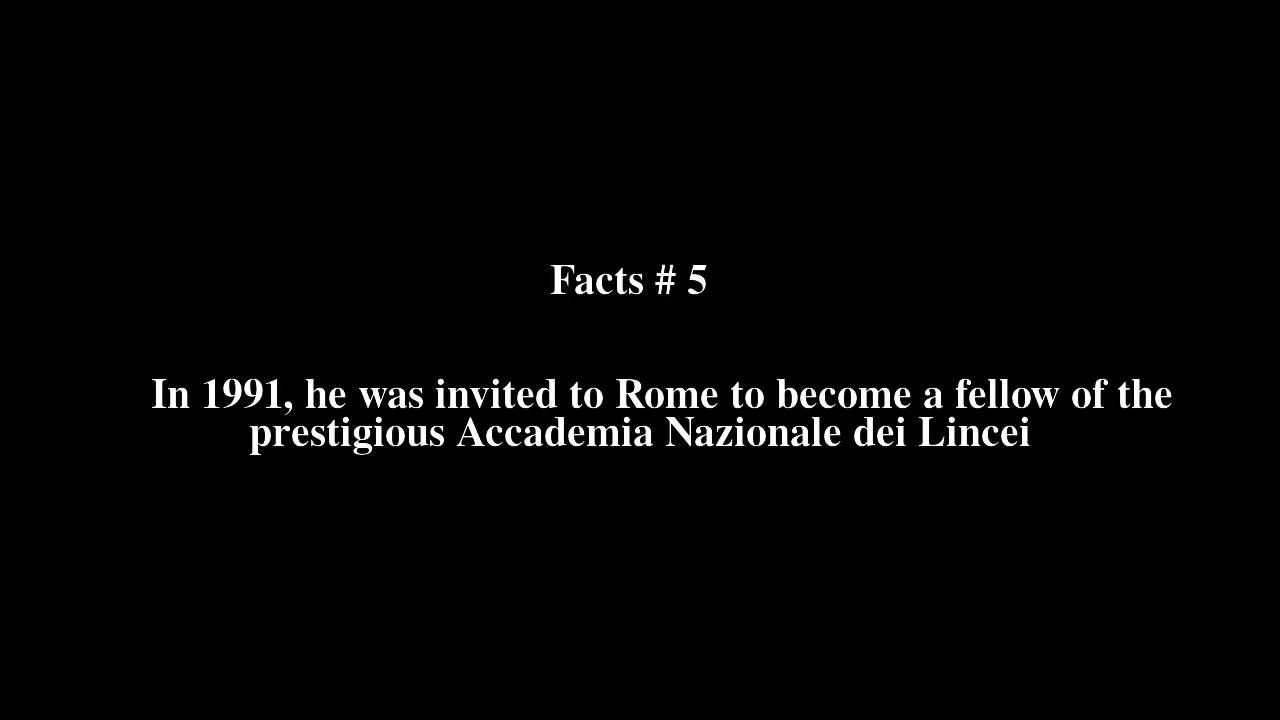 Facts # 5
In 1991, he was invited to Rome to become a fellow of the
prestigious Accademia Nazionale dei Lincei